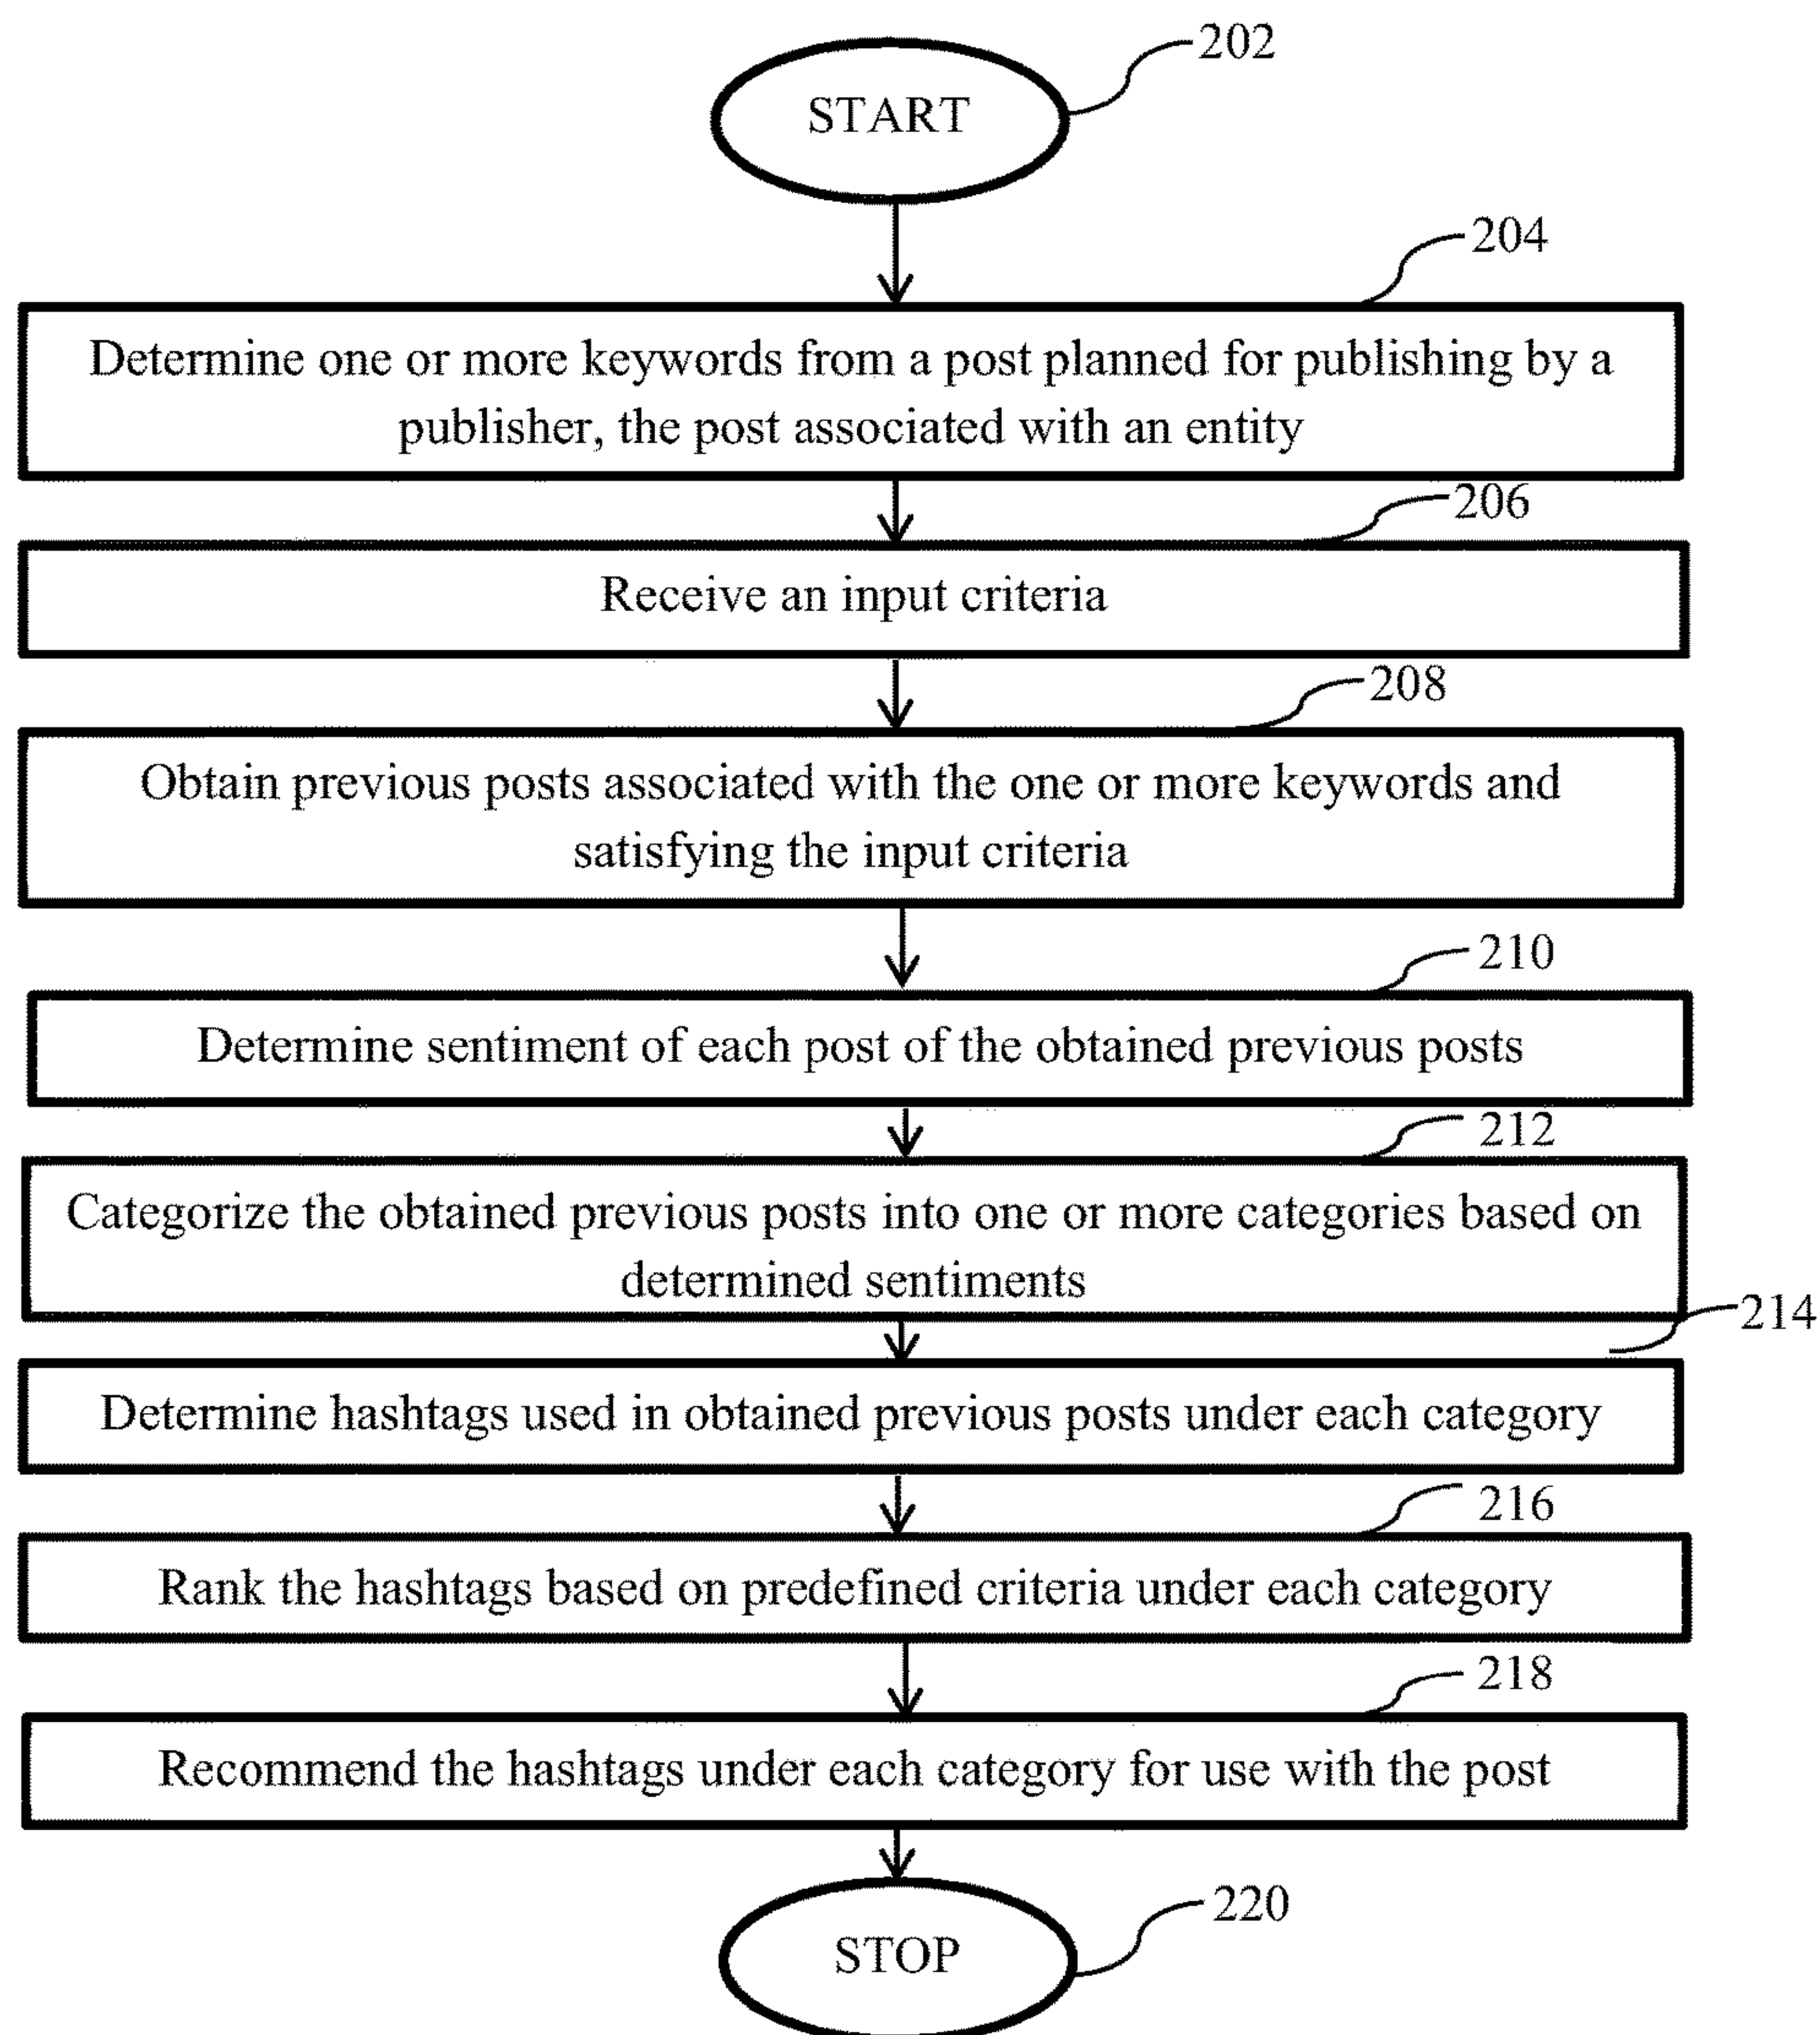 202
START
204
Determine one or more keywords from a post planned for publishing by a
publisher, the post associated with an entity
206
Receive an input criteria
208
Obtain previous posts associated with the one or more keywords and
satisfying the input criteria
210
Determine sentiment of each post of the obtained previous posts
212
Categorize the obtained previous posts into one or more categories based on
determined sentiments
214
Determine hashtags used in obtained previous posts under each category
216
Rank the hashtags based on predefined criteria under each category
218
Recommend the hashtags under each category for use with the post
220
STOP